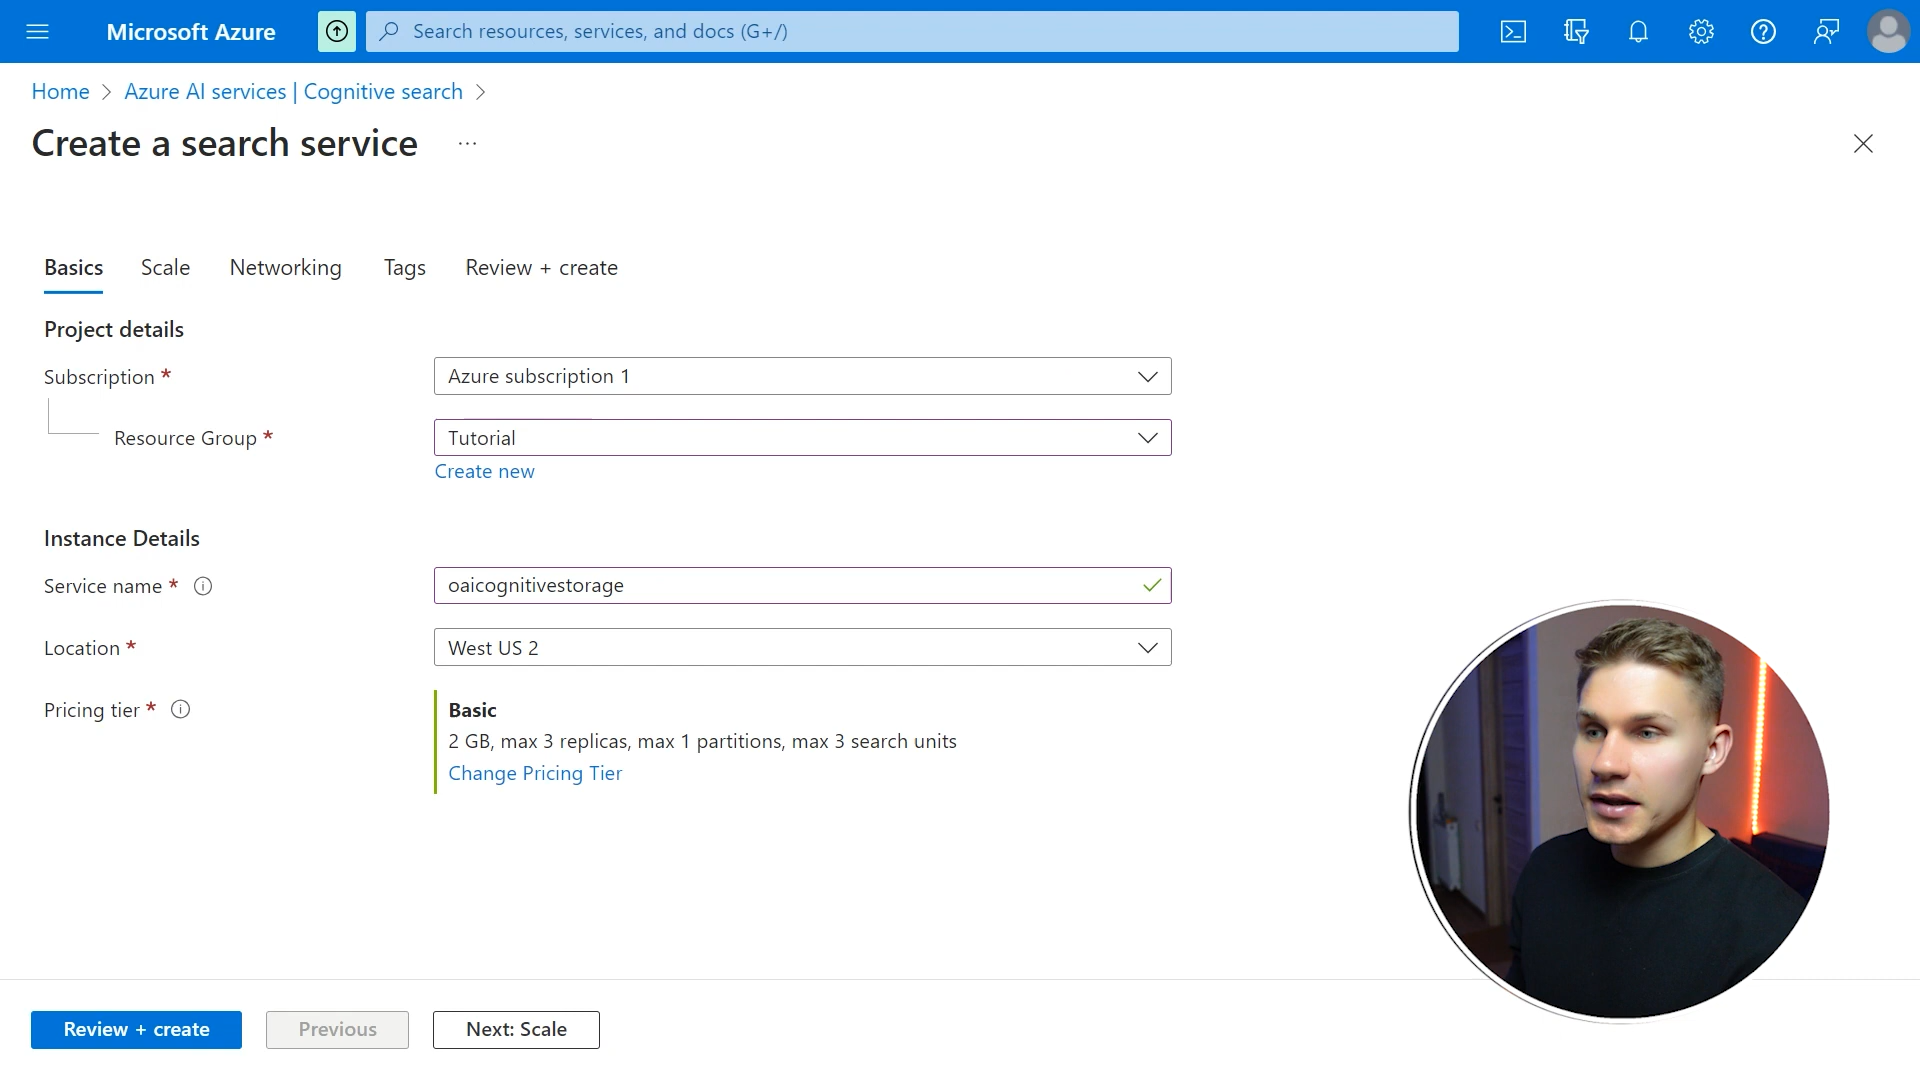 Microsoft Azure
Search resources, services, and docs (G+/)
Home > Azure AI services | Cognitive search >
Create a search service ...
Basics Scale Networking Tags Review + create
Project details
Subscription * Azure subscription 1
Resource Group * Tutorial
Create new
Instance Details
Service name * oaicognitivestorage
Location * West US 2
Pricing tier * Basic
2 GB, max 3 replicas, max 1 partitions, max 3 search units
Change Pricing Tier
Review + create Previous Next: Scale